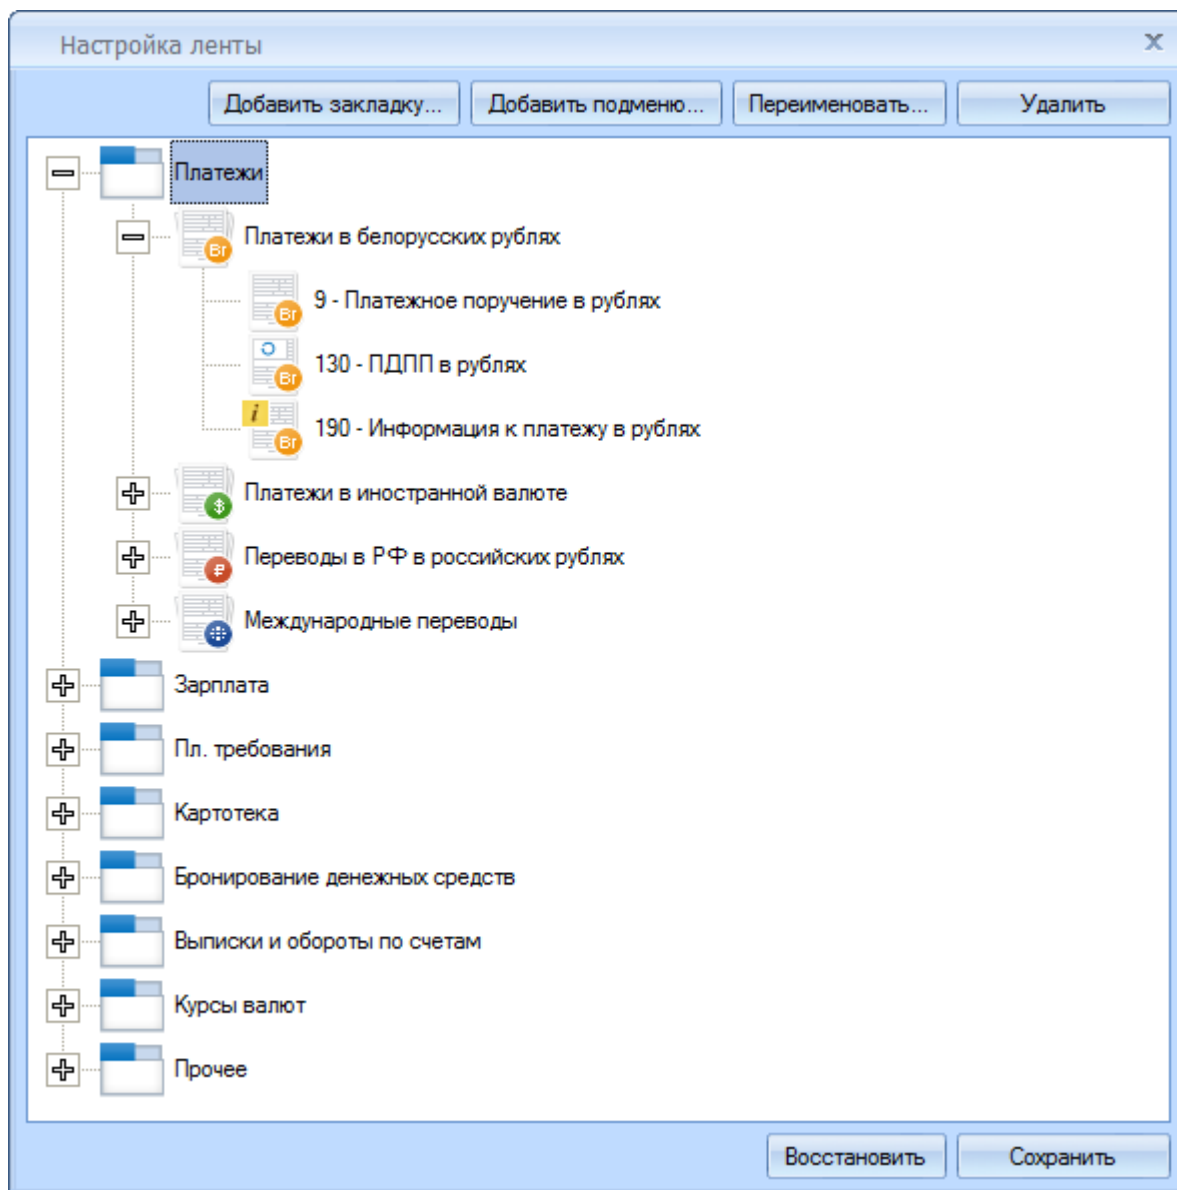 Настройка ленты
Добавить закладку... Добавить подменю... Переименовать... Удалить
Платежи
Платежи в белорусских рублях
Br
9 - Платежное поручение в рублях
Br
130 - ПДПП в рублях
Br
i
190 - Информация к платежу в рублях
Br
Платежи в иностранной валюте
$
Переводы в РФ в российских рублях
₽
Международные переводы
Зарплата
Пл. требования
Картотека
Бронирование денежных средств
Выписки и обороты по счетам
Курсы валют
Прочее
Восстановить Сохранить